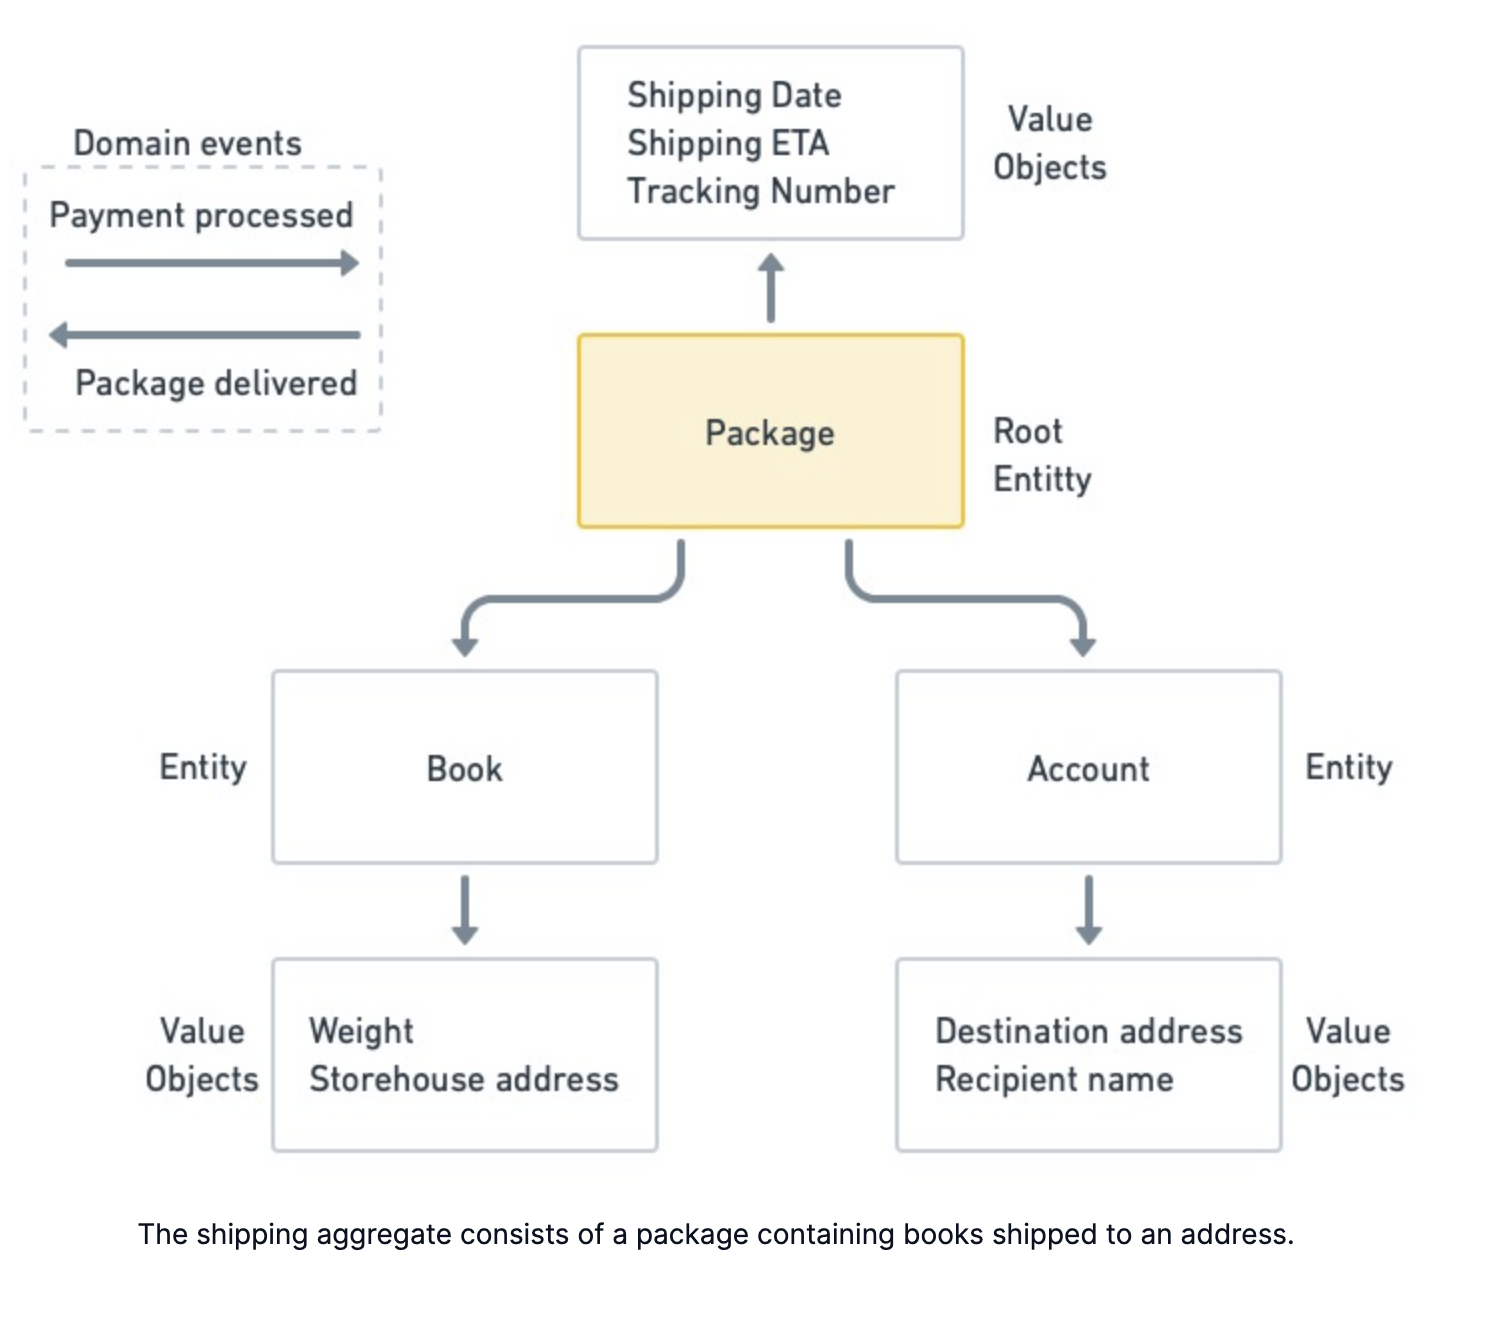 Shipping Date
Shipping ETA
Tracking Number
Value
Objects
Domain events
Payment processed
Package delivered
Package
Root
Entitty
Entity
Book
Account
Entity
Value
Objects
Weight
Storehouse address
Destination address
Recipient name
Value
Objects
The shipping aggregate consists of a package containing books shipped to an address.